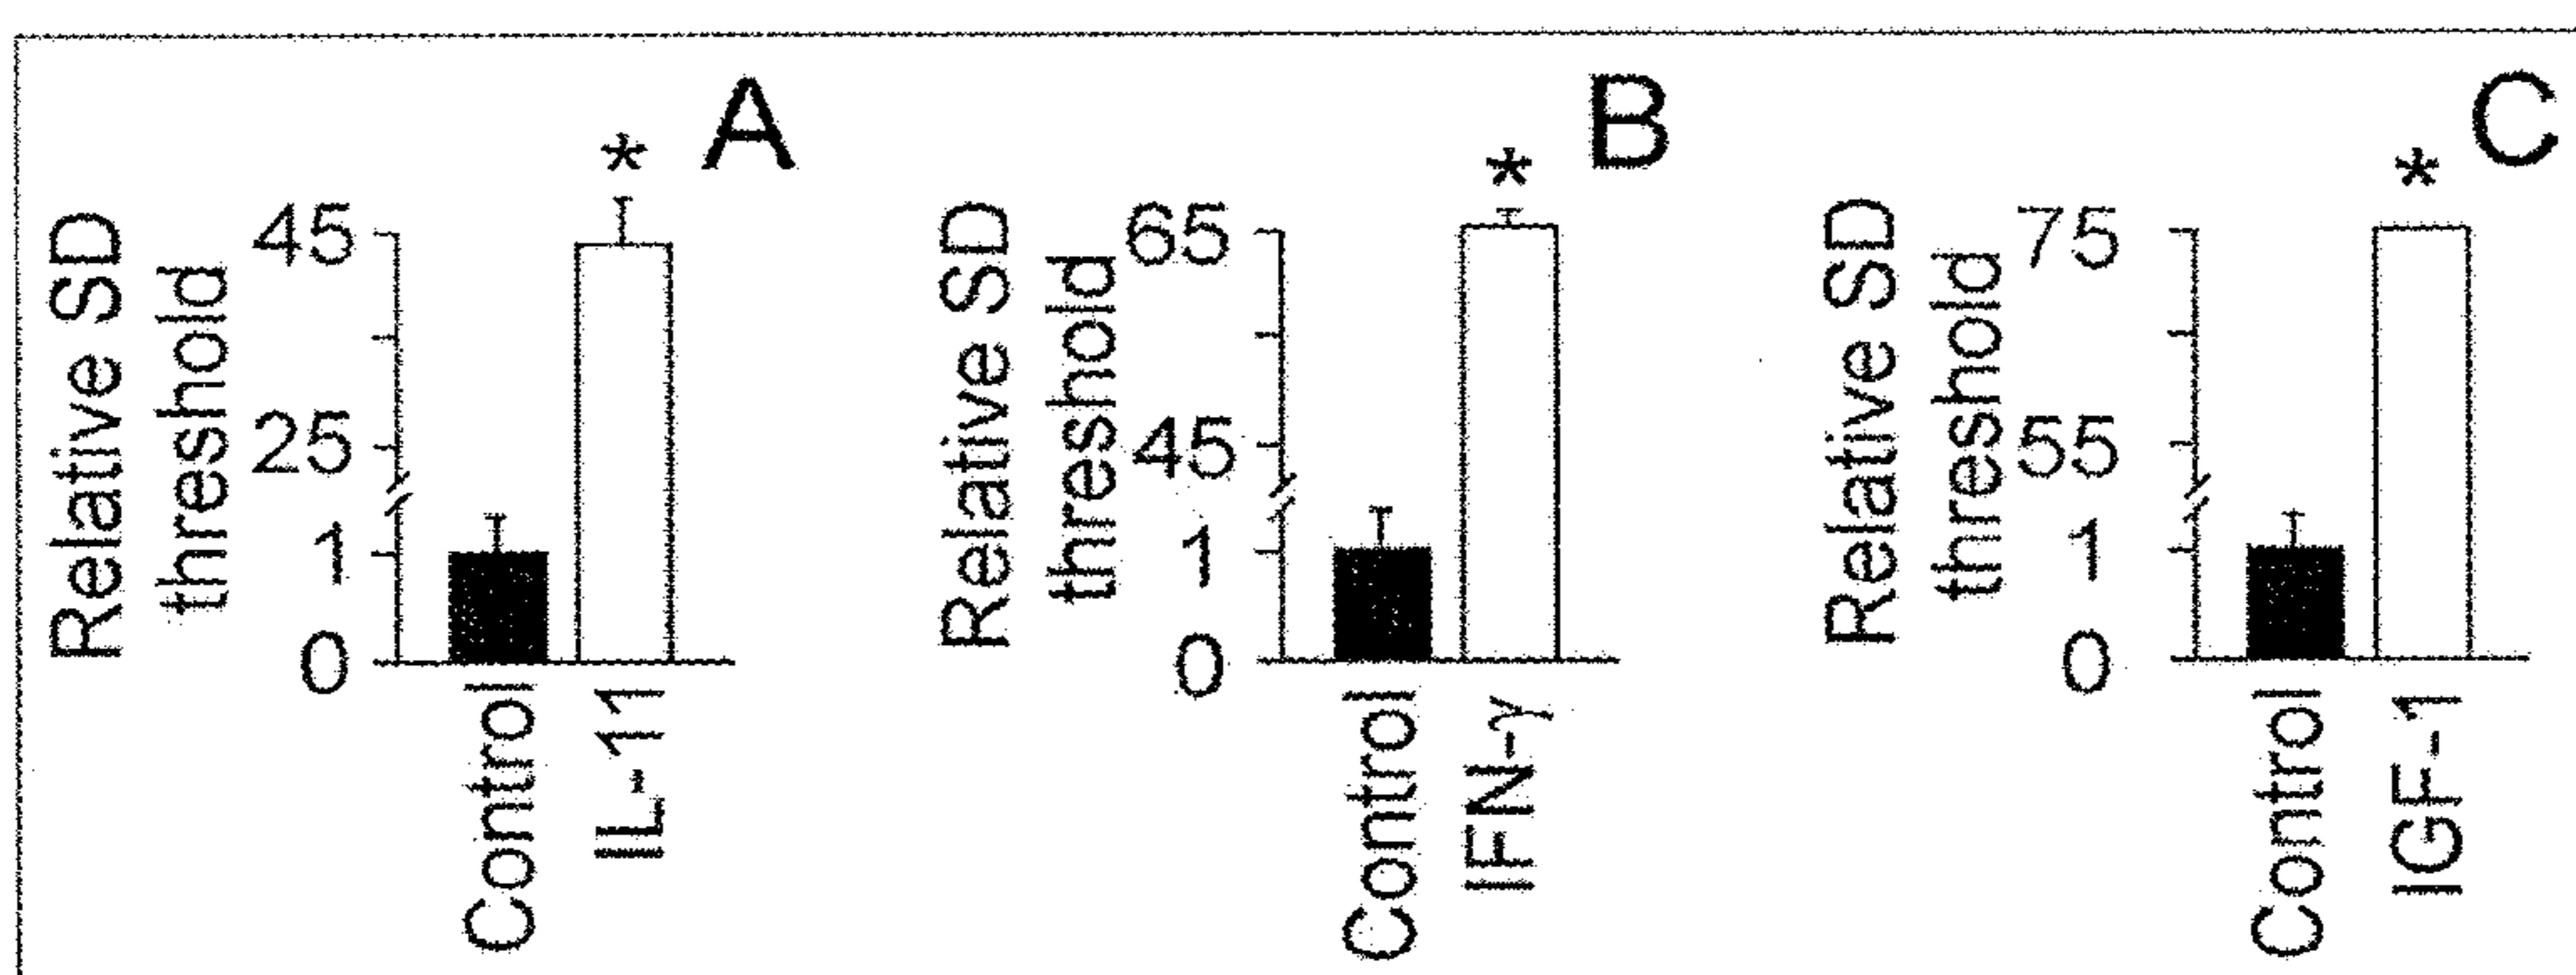 A
Relative SD
threshold
45
25
1
0
*
Control
IL-11
B
Relative SD
threshold
65
45
1
0
*
Control
IFN-γ
C
Relative SD
threshold
75
55
1
0
*
Control
IGF-1